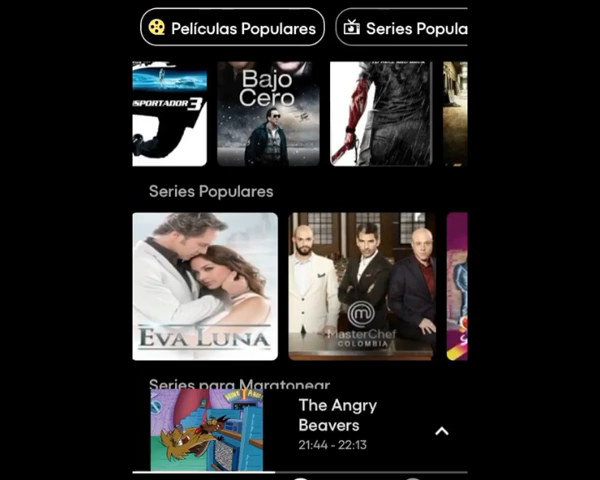 Películas Populares
Series Popula
SPORTADOR 3
Bajo
Cero
Series Populares
EVA LUNA
MasterChef
COLOMBIA
Series para Maratonear
The Angry
Beavers
21:44 - 22:13